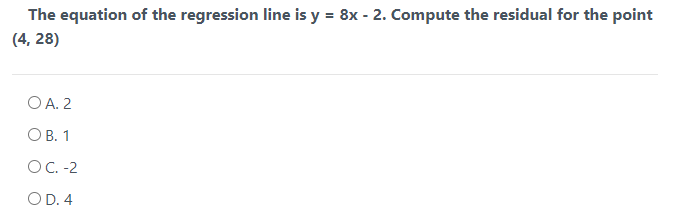 The equation of the regression line is y = 8x - 2. Compute the residual for the point
(4, 28)
A. 2
B. 1
C. -2
D. 4